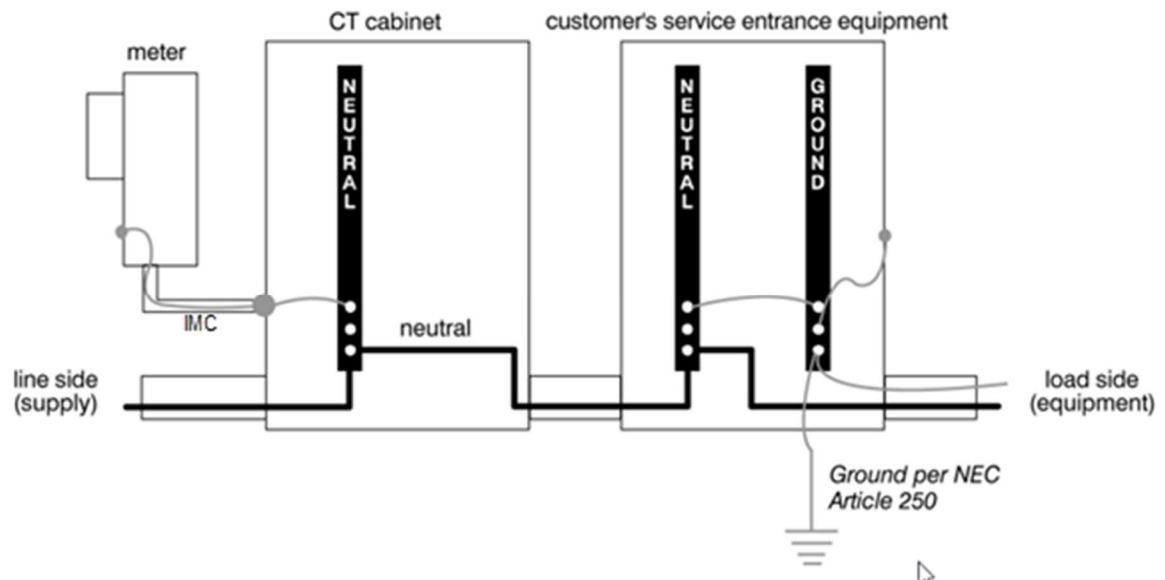 CT cabinet
customer's service entrance equipment
meter
NEUTRAL
NEUTRAL
GROUND
IMC
neutral
line side
(supply)
load side
(equipment)
Ground per NEC
Article 250